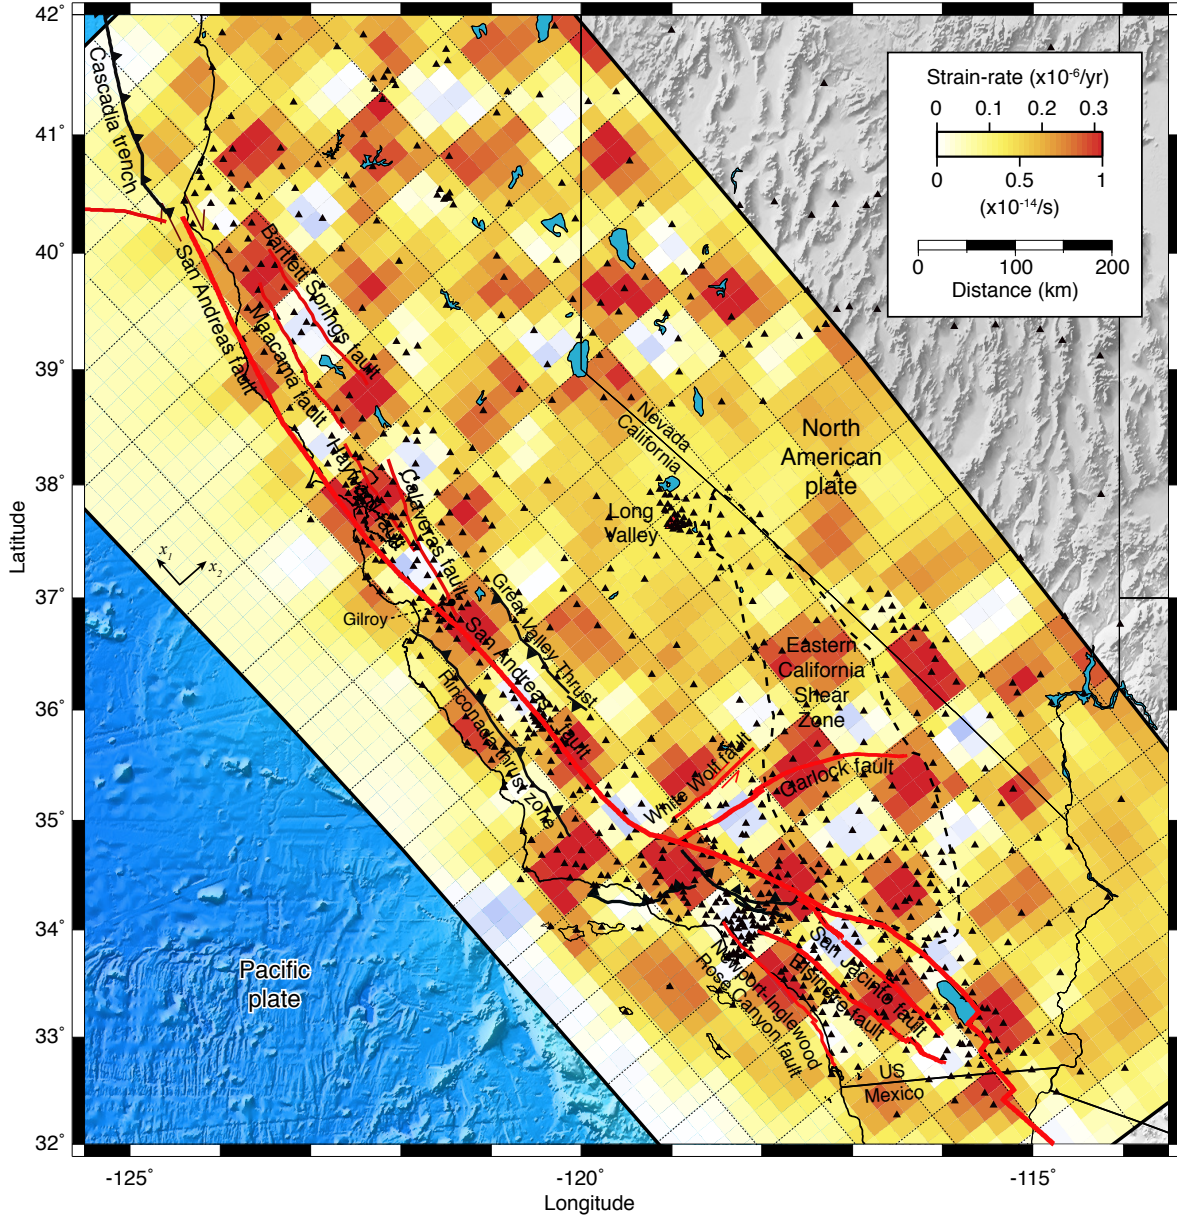 42˚
41˚
40˚
39˚
38˚
37˚
36˚
35˚
34˚
33˚
32˚
Latitude
-125˚
-120˚
-115˚
Longitude
Strain-rate (x10⁻⁶/yr)
0 0.1 0.2 0.3
0 0.5 1
(x10⁻¹⁴/s)
0 100 200
Distance (km)
Cascadia trench
San Andreas fault
Bartlett Springs fault
Maacama fault
Hayward fault
Calaveras fault
Nevada
California
North
American
plate
Long
Valley
x₁
x₂
Gilroy
Great Valley Thrust
San Andreas fault
Rinconada Thrust zone
Eastern
California
Shear
Zone
White Wolf fault
Garlock fault
San Jacinto fault
Elsinore fault
Newport-Inglewood
Rose Canyon fault
Pacific
plate
US
Mexico